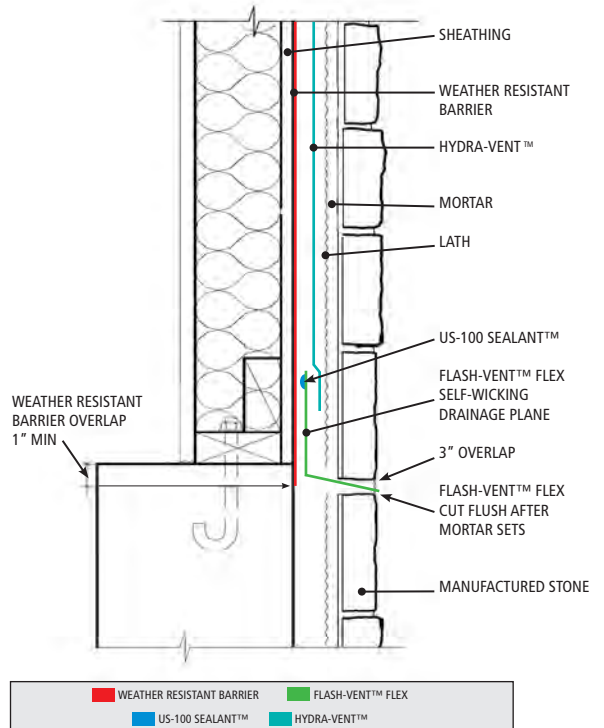 SHEATHING
WEATHER RESISTANT
BARRIER
HYDRA-VENT™
MORTAR
LATH
US-100 SEALANT™
FLASH-VENT™ FLEX
SELF-WICKING
DRAINAGE PLANE
WEATHER RESISTANT
BARRIER OVERLAP
1” MIN
3” OVERLAP
FLASH-VENT™ FLEX
CUT FLUSH AFTER
MORTAR SETS
MANUFACTURED STONE
WEATHER RESISTANT BARRIER FLASH-VENT™ FLEX
US-100 SEALANT™ HYDRA-VENT™